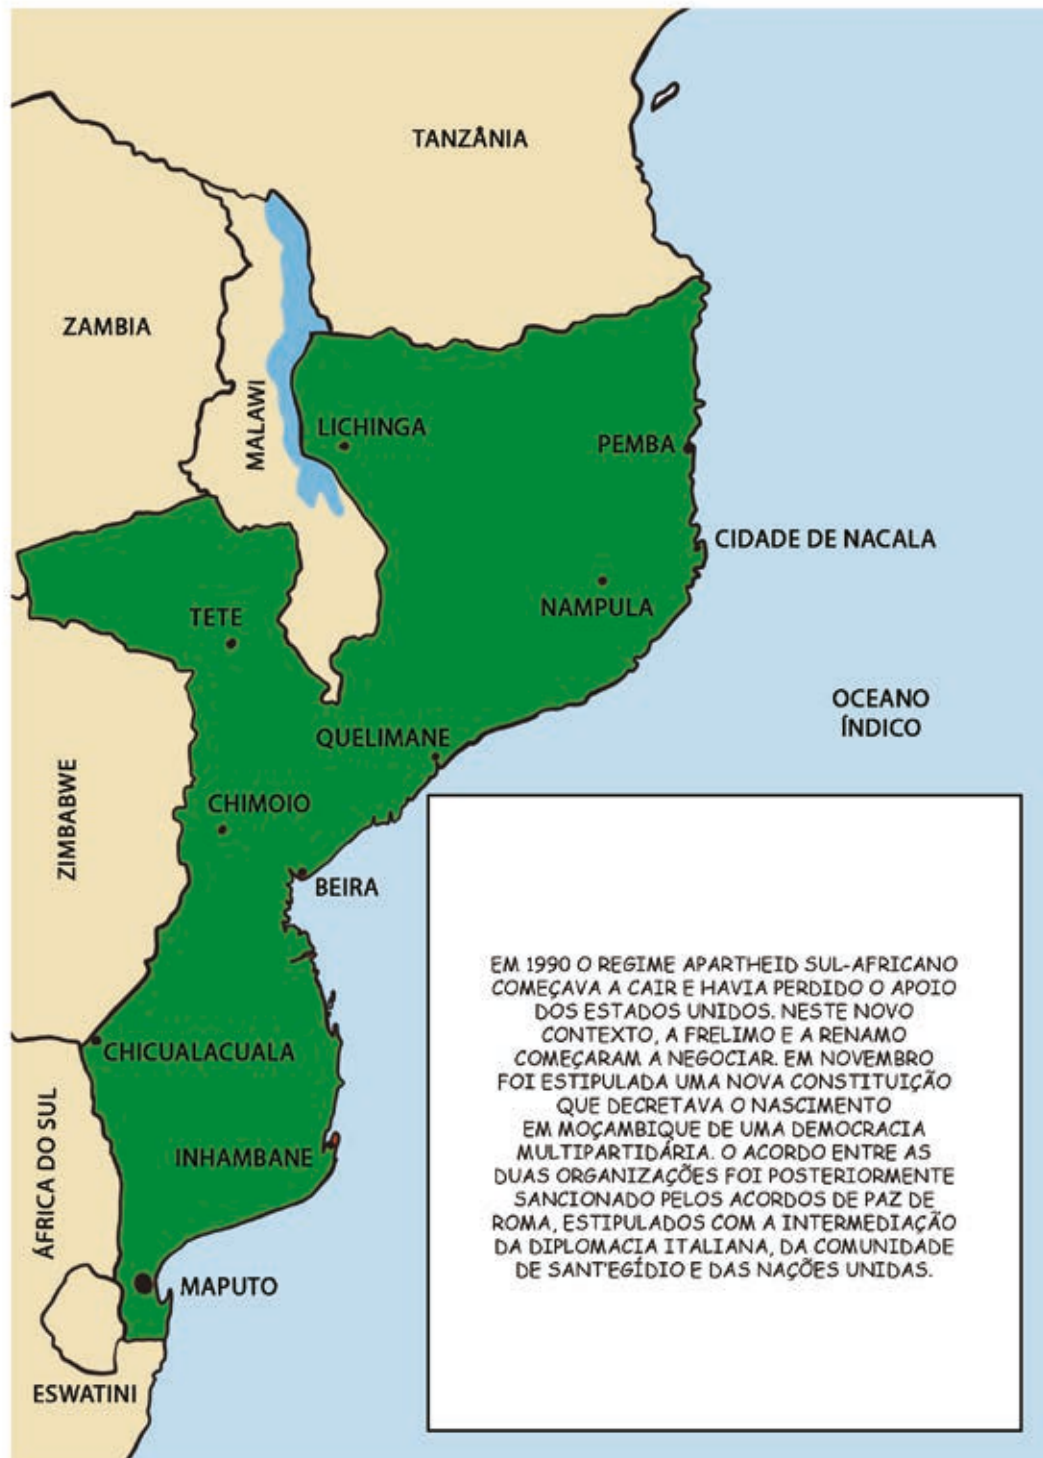 TANZÂNIA
ZAMBIA
MALAWI
LICHINGA
PEMBA
CIDADE DE NACALA
NAMPULA
TETE
OCEANO
ÍNDICO
QUELIMANE
ZIMBABWE
CHIMOIO
BEIRA
CHICUALACUALA
ÁFRICA DO SUL
INHAMBANE
MAPUTO
ESWATINI
EM 1990 O REGIME APARTHEID SUL-AFRICANO
COMEÇAVA A CAIR E HAVIA PERDIDO O APOIO
DOS ESTADOS UNIDOS. NESTE NOVO
CONTEXTO, A FRELIMO E A RENAMO
COMEÇARAM A NEGOCIAR. EM NOVEMBRO
FOI ESTIPULADA UMA NOVA CONSTITUIÇÃO
QUE DECRETAVA O NASCIMENTO
EM MOÇAMBIQUE DE UMA DEMOCRACIA
MULTIPARTIDÁRIA. O ACORDO ENTRE AS
DUAS ORGANIZAÇÕES FOI POSTERIORMENTE
SANCIONADO PELOS ACORDOS DE PAZ DE
ROMA, ESTIPULADOS COM A INTERMEDIAÇÃO
DA DIPLOMACIA ITALIANA, DA COMUNIDADE
DE SANT'EGÍDIO E DAS NAÇÕES UNIDAS.